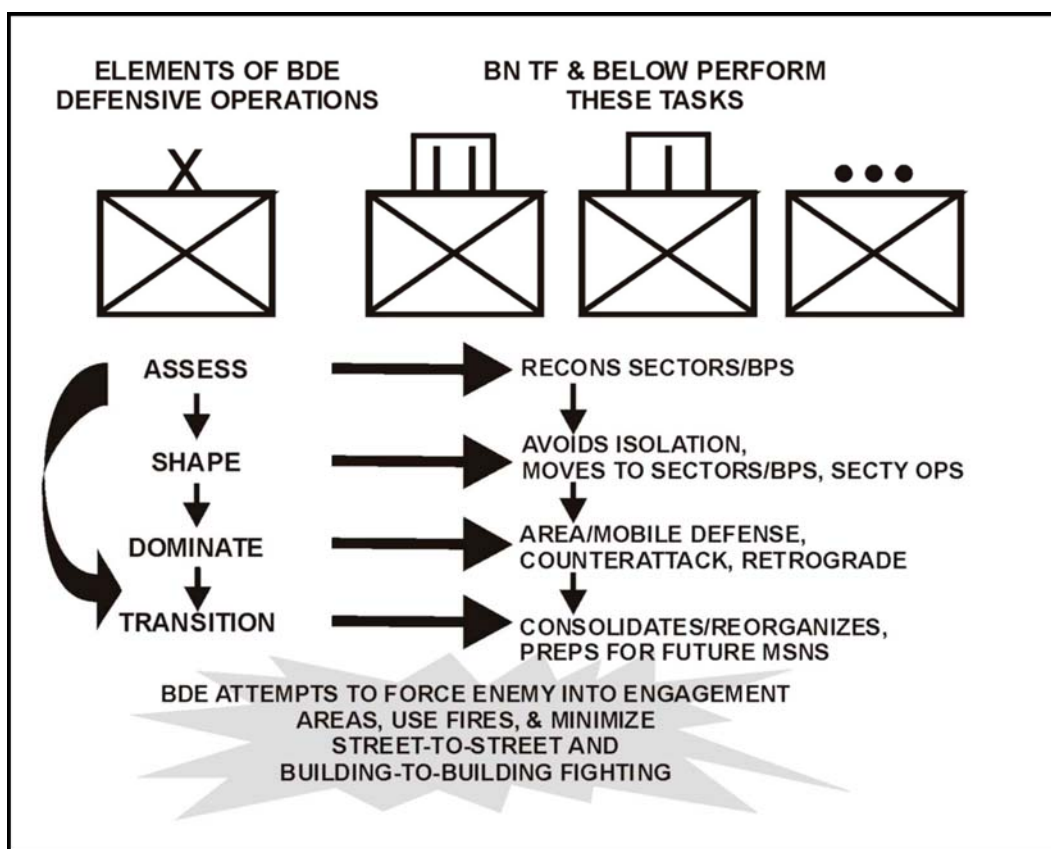 ELEMENTS OF BDE
DEFENSIVE OPERATIONS
BN TF & BELOW PERFORM
THESE TASKS
X
ASSESS
RECONS SECTORS/BPS
SHAPE
AVOIDS ISOLATION,
MOVES TO SECTORS/BPS, SECTY OPS
DOMINATE
AREA/MOBILE DEFENSE,
COUNTERATTACK, RETROGRADE
TRANSITION
CONSOLIDATES/REORGANIZES,
PREPS FOR FUTURE MSNS
BDE ATTEMPTS TO FORCE ENEMY INTO ENGAGEMENT
AREAS, USE FIRES, & MINIMIZE
STREET-TO-STREET AND
BUILDING-TO-BUILDING FIGHTING